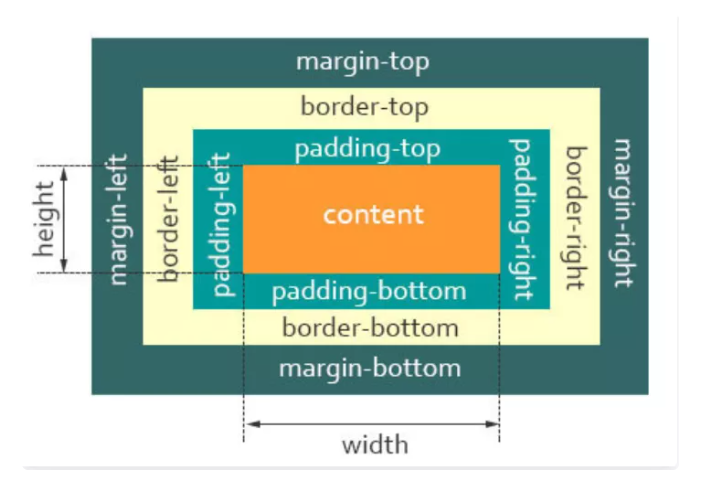 margin-top
border-top
padding-top
height
margin-left
border-left
padding-left
content
padding-right
border-right
margin-right
padding-bottom
border-bottom
margin-bottom
width